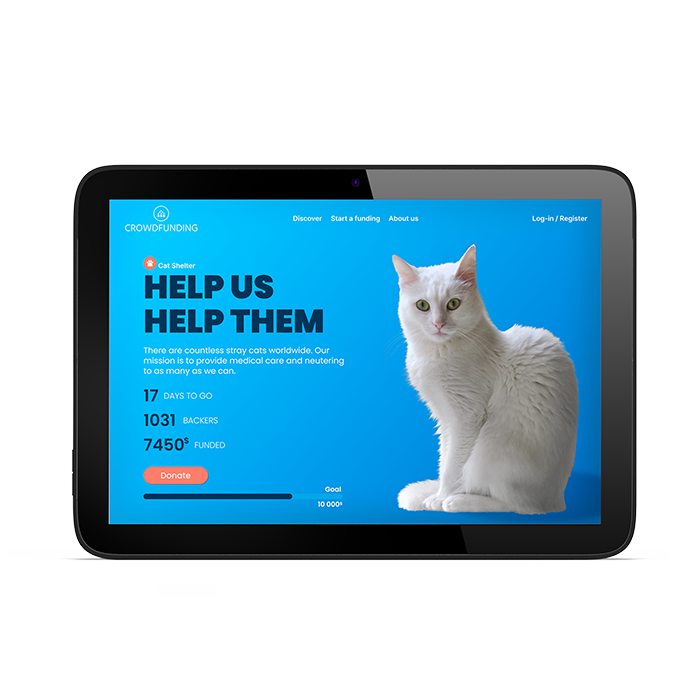 CROWDFUNDING
Discover Start a funding About us Log-in / Register
Cat Shelter
HELP US
HELP THEM
There are countless stray cats worldwide. Our
mission is to provide medical care and neutering
to as many as we can.
17 DAYS TO GO
1031 BACKERS
7450$ FUNDED
Donate
Goal
10 000$